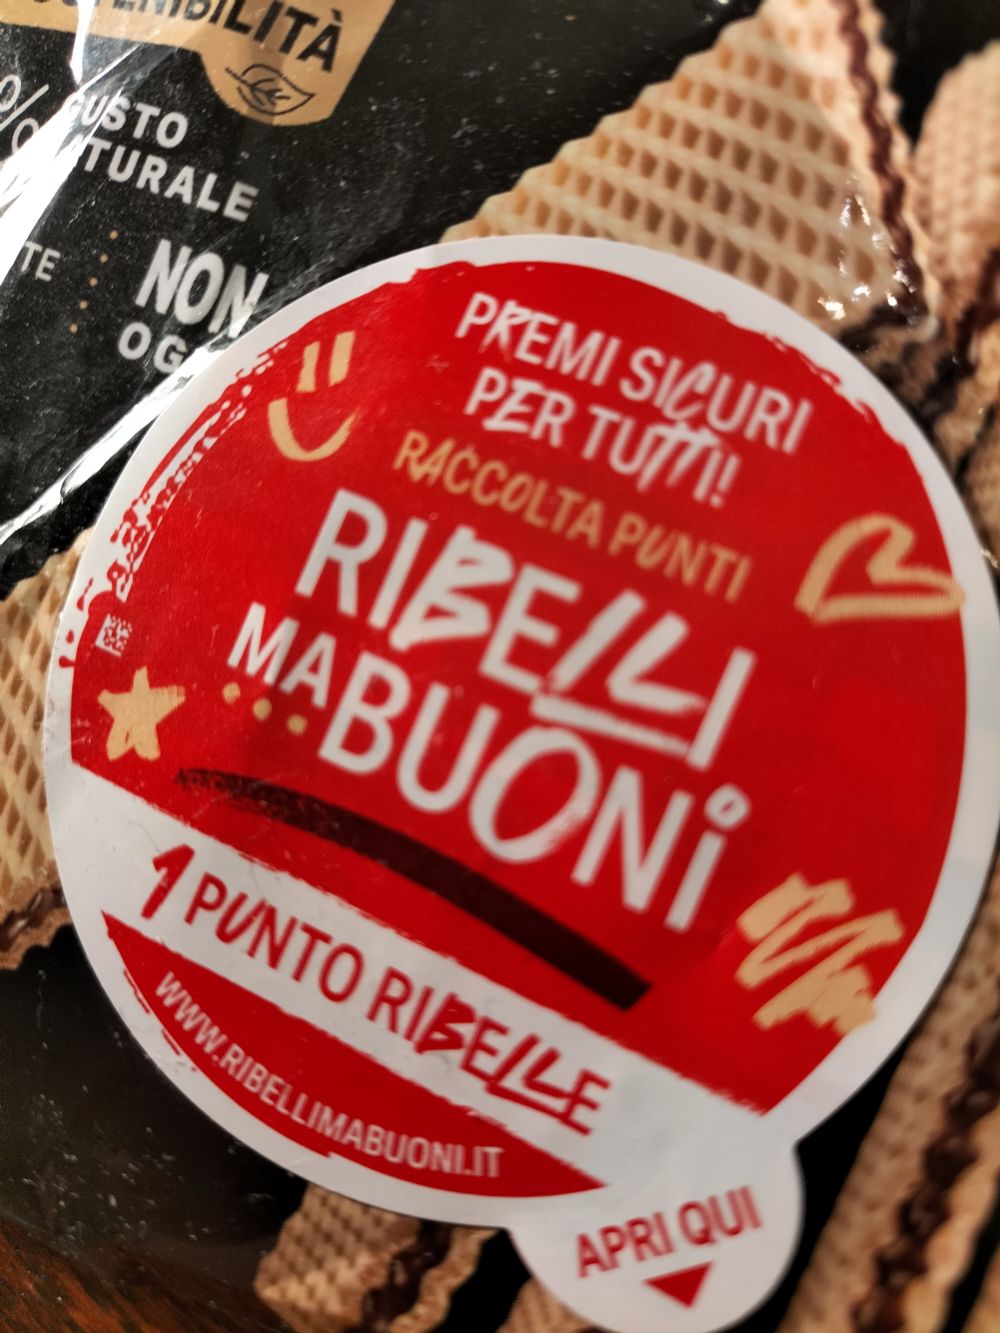 GUSTO
NATURALE
NON
PREMI SICURI
PER TUTTI!
RACCOLTA PUNTI
RIBELLI
MA BUONI
1 PUNTO RIBELLE
WWW.RIBELLIMABUONI.IT
APRI QUI